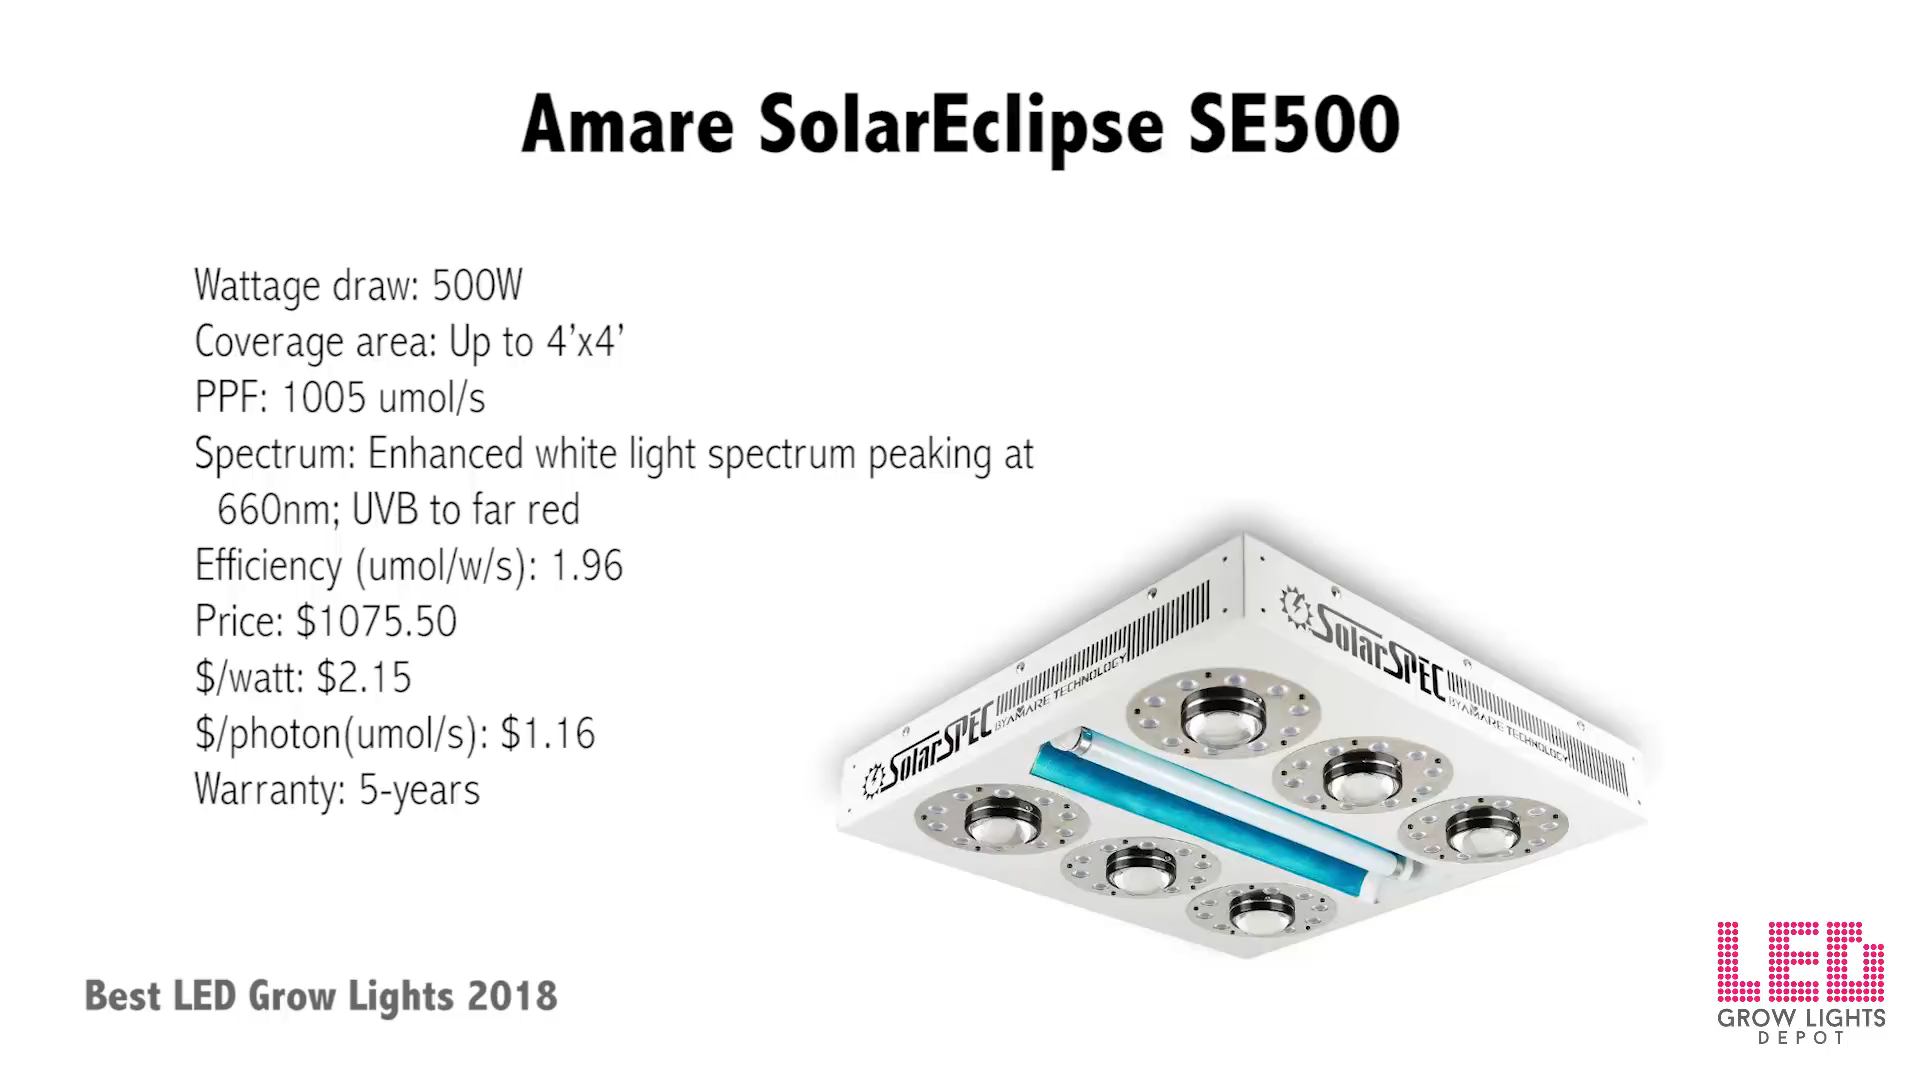 Amare SolarEclipse SE500
Wattage draw: 500W
Coverage area: Up to 4’x4’
PPF: 1005 umol/s
Spectrum: Enhanced white light spectrum peaking at
660nm; UVB to far red
Efficiency (umol/w/s): 1.96
Price: $1075.50
$/watt: $2.15
$/photon(umol/s): $1.16
Warranty: 5-years
SolarSPEC
BY AMARE TECHNOLOGY
SolarSPEC
BY AMARE TECHNOLOGY
Best LED Grow Lights 2018
LED
GROW LIGHTS
DEPOT